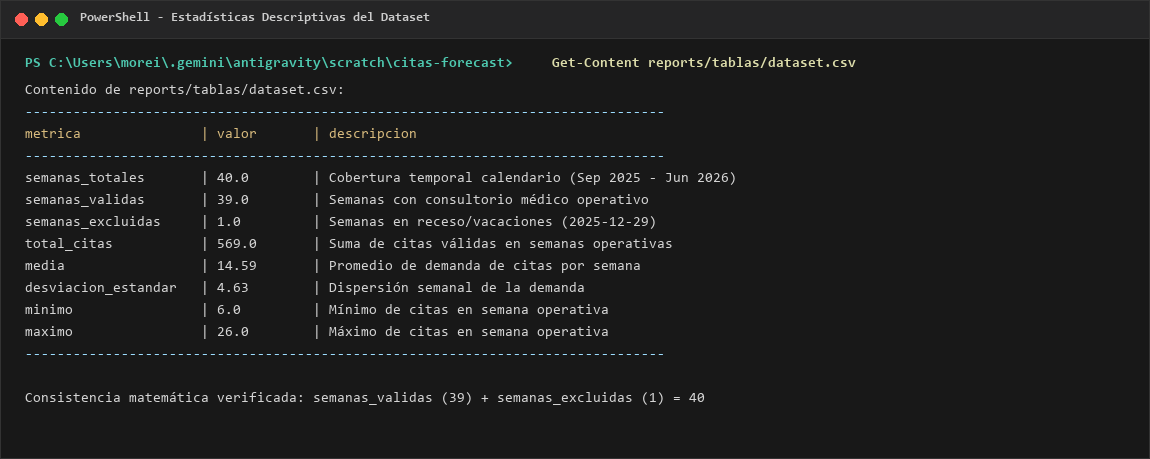 PowerShell - Estadísticas Descriptivas del Dataset
PS C:\Users\morei\.gemini\antigravity\scratch\citas-forecast> Get-Content reports/tablas/dataset.csv
Contenido de reports/tablas/dataset.csv:
--------------------------------------------------------------------------------
metrica | valor | descripcion
--------------------------------------------------------------------------------
semanas_totales | 40.0 | Cobertura temporal calendario (Sep 2025 - Jun 2026)
semanas_validas | 39.0 | Semanas con consultorio médico operativo
semanas_excluidas | 1.0 | Semanas en receso/vacaciones (2025-12-29)
total_citas | 569.0 | Suma de citas válidas en semanas operativas
media | 14.59 | Promedio de demanda de citas por semana
desviacion_estandar | 4.63 | Dispersión semanal de la demanda
minimo | 6.0 | Mínimo de citas en semana operativa
maximo | 26.0 | Máximo de citas en semana operativa
--------------------------------------------------------------------------------
Consistencia matemática verificada: semanas_validas (39) + semanas_excluidas (1) = 40